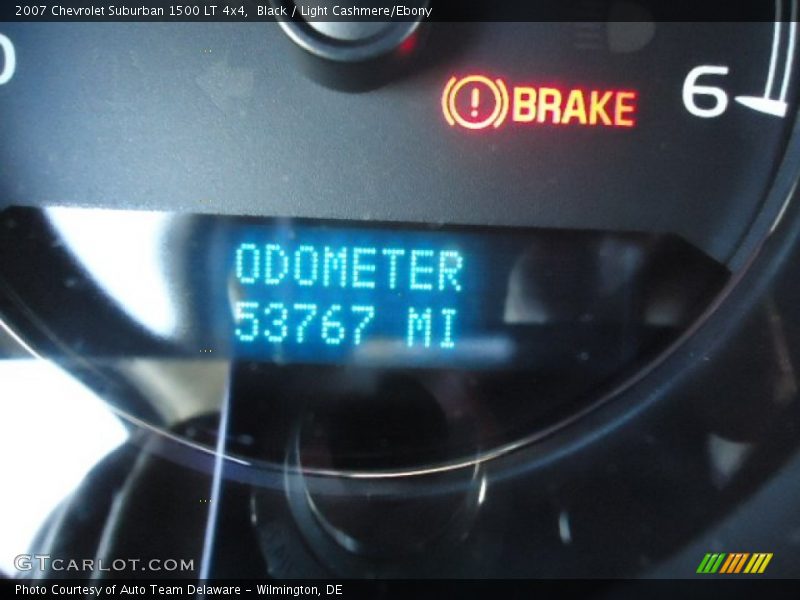 2007 Chevrolet Suburban 1500 LT 4x4, Black / Light Cashmere/Ebony
0
BRAKE
6
ODOMETER
53767 MI
GTCARLOT.COM
Photo Courtesy of Auto Team Delaware - Wilmington, DE